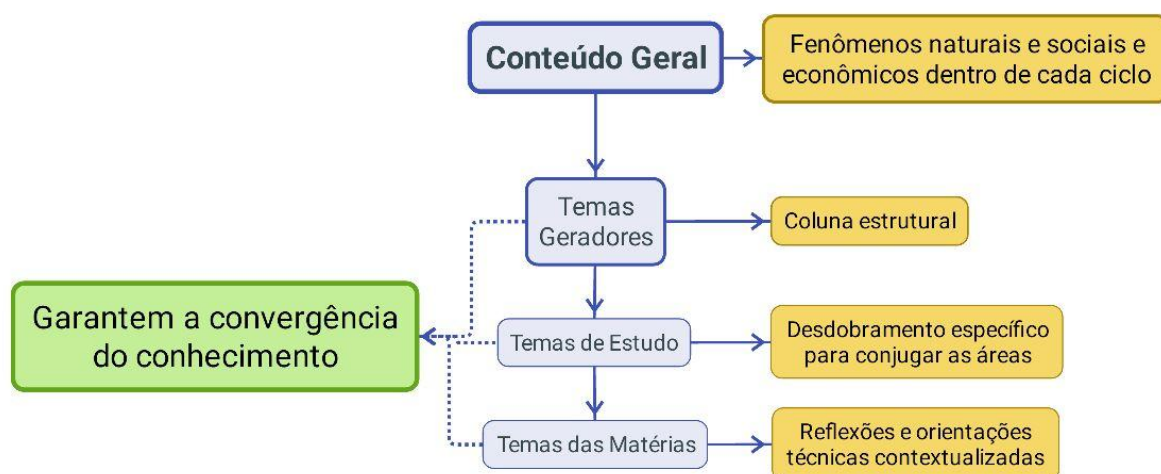 Conteúdo Geral
Fenômenos naturais e sociais e
econômicos dentro de cada ciclo
Temas
Geradores
Coluna estrutural
Garantem a convergência
do conhecimento
Temas de Estudo
Desdobramento específico
para conjugar as áreas
Temas das Matérias
Reflexões e orientações
técnicas contextualizadas